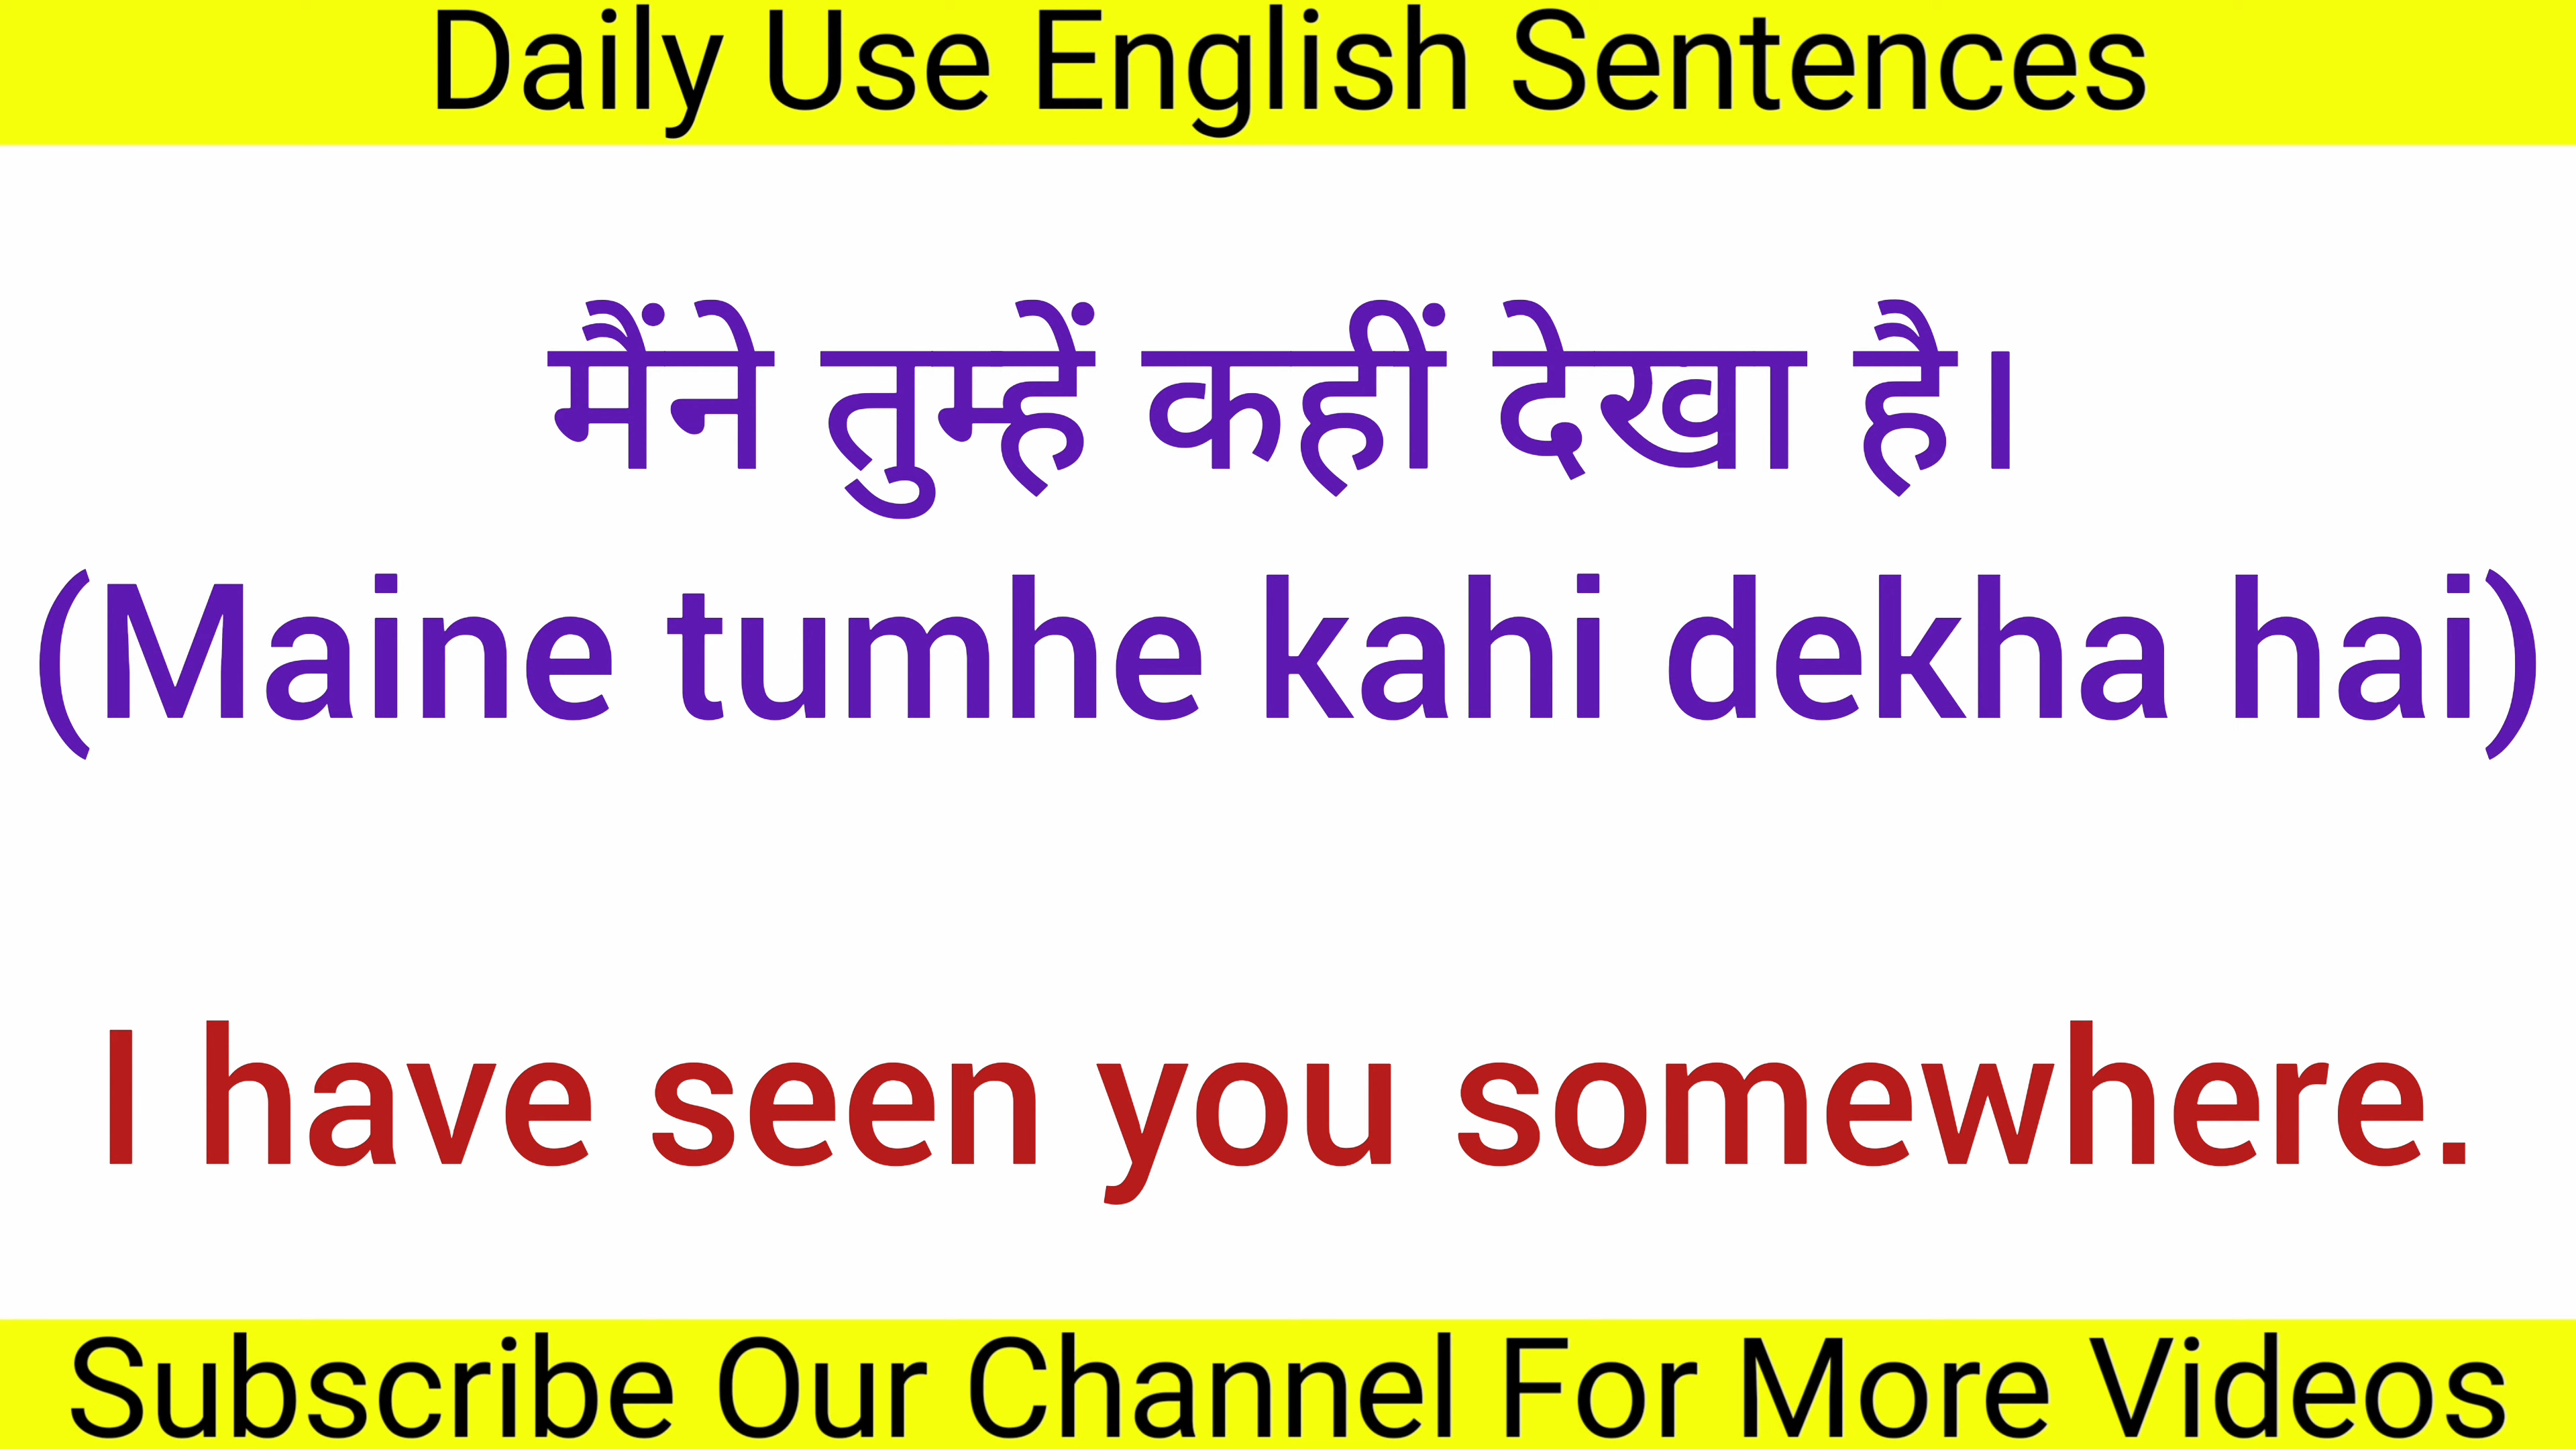 Daily Use English Sentences
मैंने तुम्हें कहीं देखा है।
(Maine tumhe kahi dekha hai)
I have seen you somewhere.
Subscribe Our Channel For More Videos